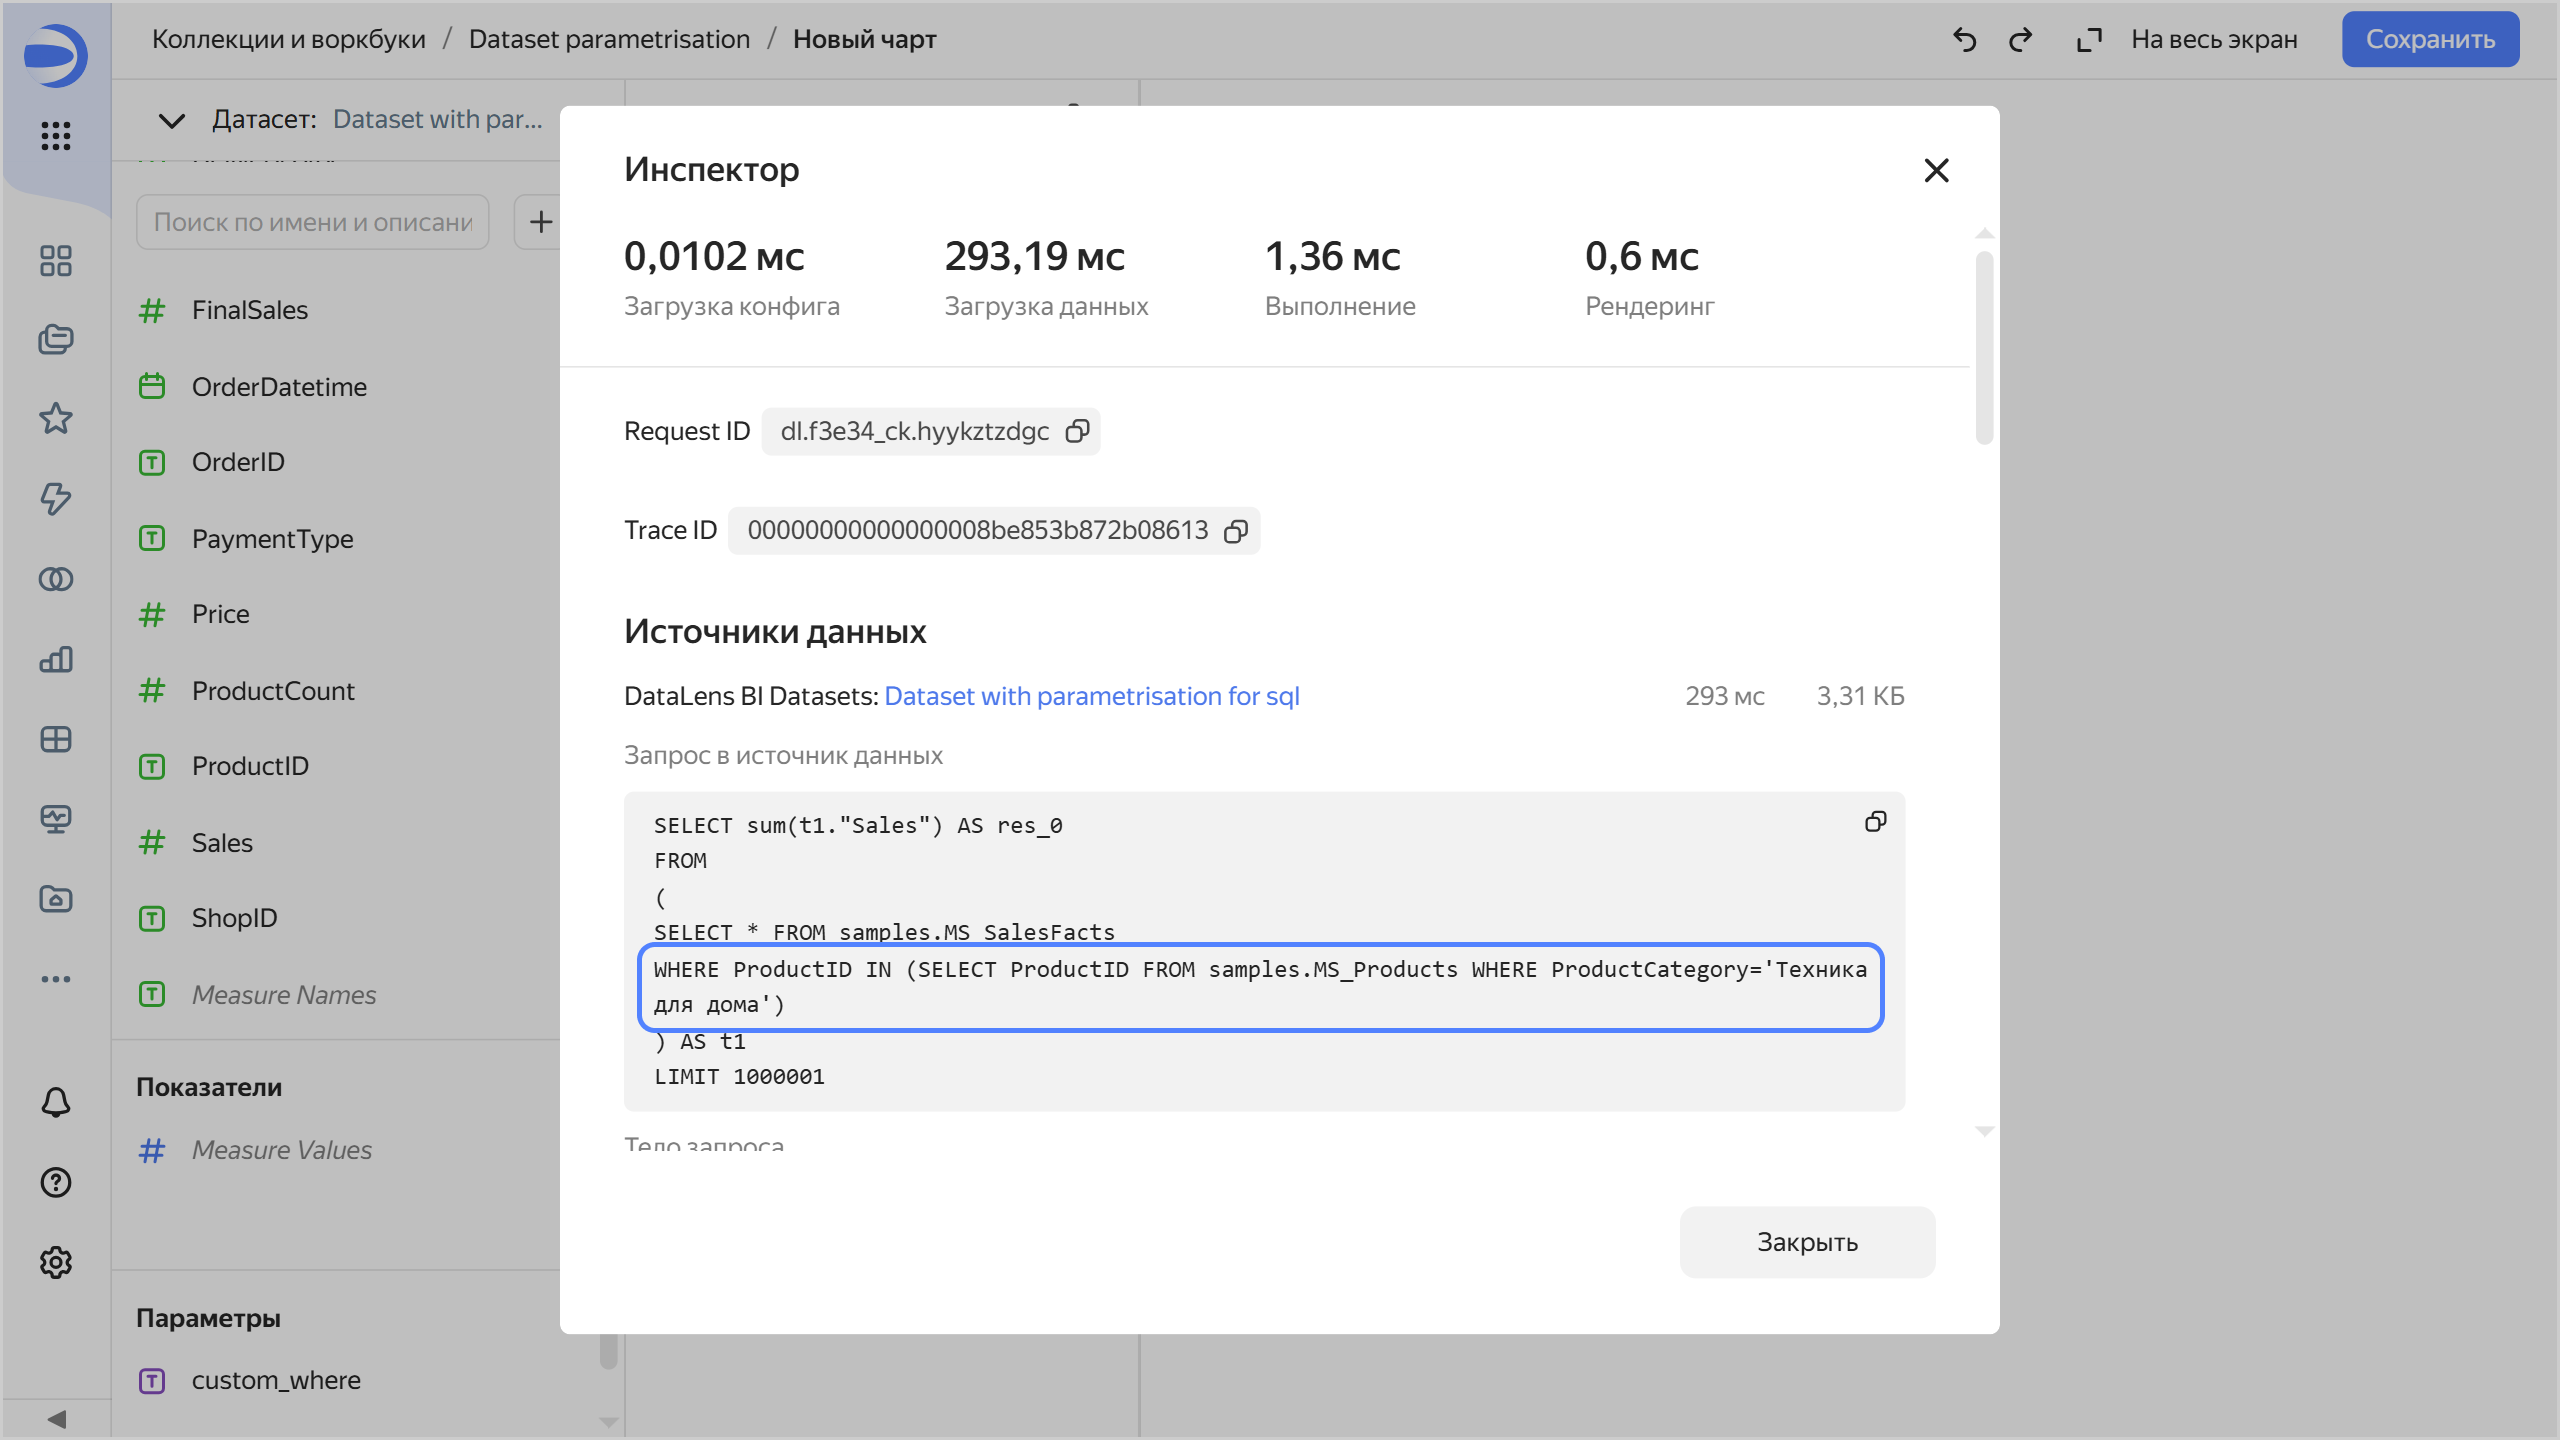 Коллекции и воркбуки / Dataset parametrisation / Новый чарт
На весь экран
Сохранить
Датасет: Dataset with par...
Поиск по имени и описани
FinalSales
OrderDatetime
OrderID
PaymentType
Price
ProductCount
ProductID
Sales
ShopID
Measure Names
Показатели
Measure Values
Параметры
custom_where
Инспектор
0,0102 мс 293,19 мс 1,36 мс 0,6 мс
Загрузка конфига Загрузка данных Выполнение Рендеринг
Request ID dl.f3e34_ck.hyykztzdgc
Trace ID 00000000000000008be853b872b08613
Источники данных
DataLens BI Datasets: Dataset with parametrisation for sql 293 мс 3,31 КБ
Запрос в источник данных
SELECT sum(t1."Sales") AS res_0
FROM
(
SELECT * FROM samples.MS_SalesFacts
WHERE ProductID IN (SELECT ProductID FROM samples.MS_Products WHERE ProductCategory='Техника
для дома')
) AS t1
LIMIT 1000001
Тело запроса
Закрыть